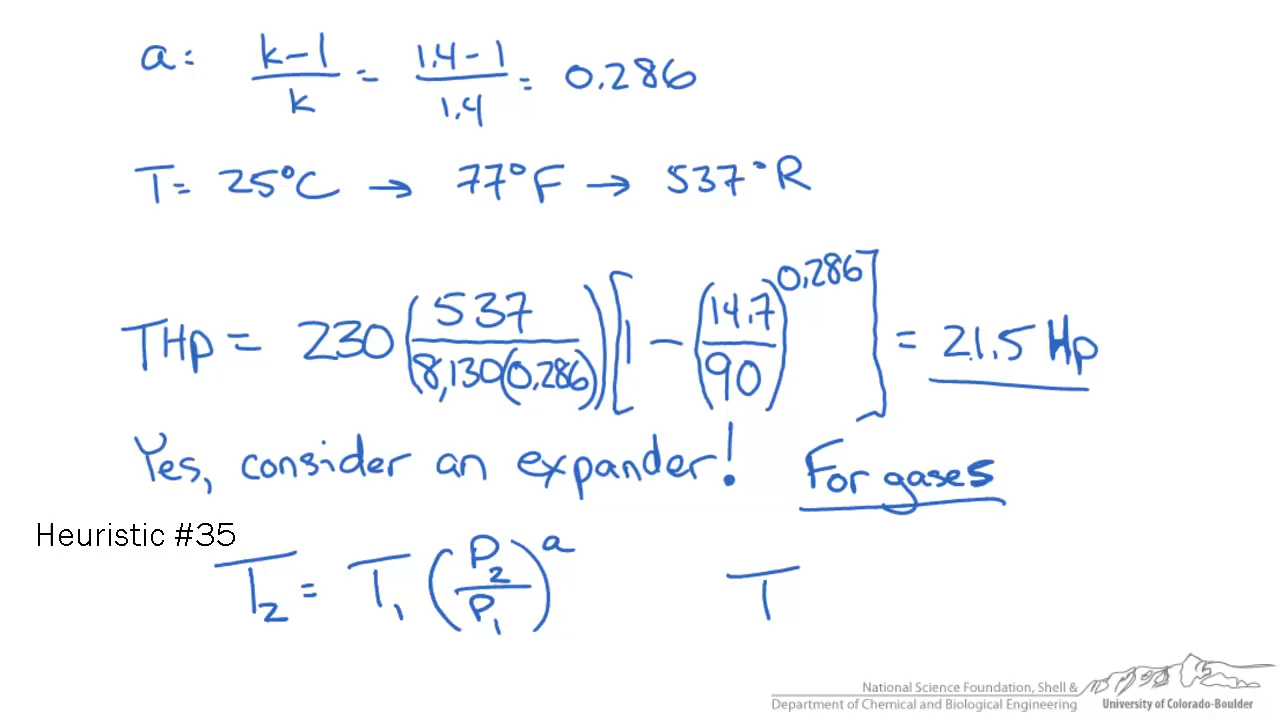 a: k-1/k = 1.4-1/1.4 = 0.286
T= 25°C → 77°F → 537°R
THp = 230 (537/8,130(0.286)) [1 - (14.7/90)^0.286] = 21.5 Hp
Yes, consider an expander! For gases
Heuristic #35
T₂ = T₁ (P₂/P₁)^a T
National Science Foundation, Shell &
Department of Chemical and Biological Engineering
University of Colorado-Boulder